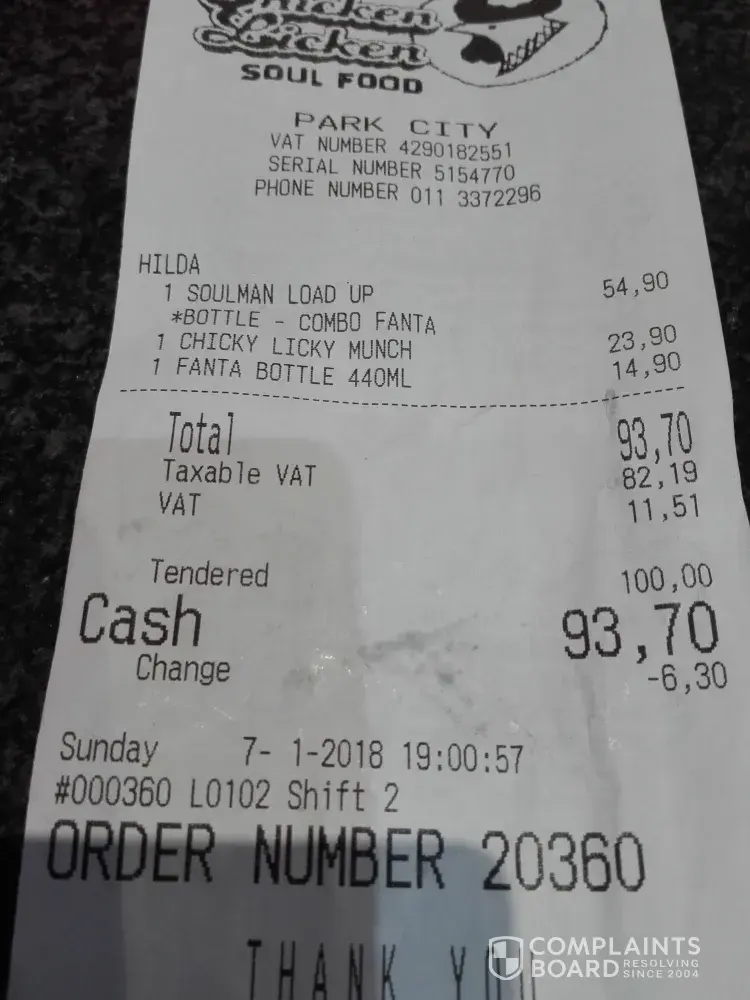 Chicken
Licken
SOUL FOOD
PARK CITY
VAT NUMBER 4290182551
SERIAL NUMBER 5154770
PHONE NUMBER 011 3372296
HILDA
1 SOULMAN LOAD UP 54,90
*BOTTLE - COMBO FANTA
1 CHICKY LICKY MUNCH 23,90
1 FANTA BOTTLE 440ML 14,90
Total 93,70
Taxable VAT 82,19
VAT 11,51
Tendered 100,00
Cash 93,70
Change -6,30
Sunday 7- 1-2018 19:00:57
#000360 L0102 Shift 2
ORDER NUMBER 20360
THANK YOU
COMPLAINTS
BOARD RESOLVING SINCE 2004